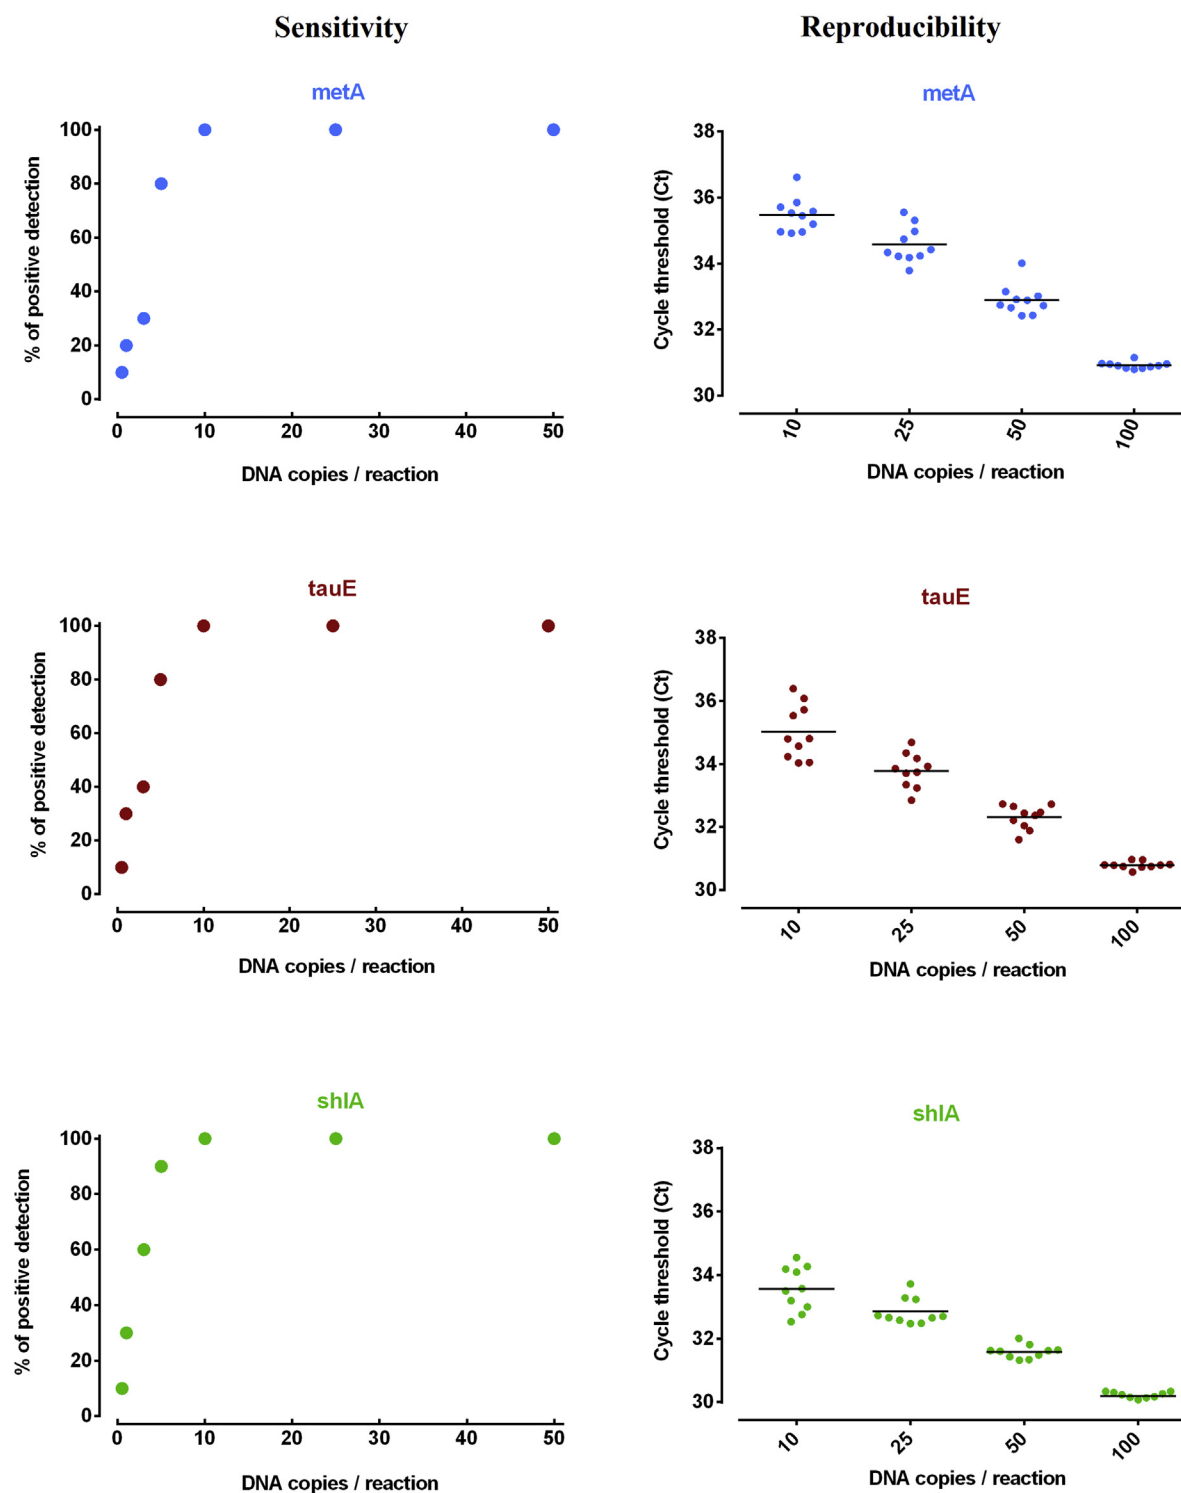 Sensitivity
Reproducibility
metA
100
80
60
40
20
0
% of positive detection
0 10 20 30 40 50
DNA copies / reaction
metA
38
36
34
32
30
Cycle threshold (Ct)
10 25 50 100
DNA copies / reaction
tauE
100
80
60
40
20
0
% of positive detection
0 10 20 30 40 50
DNA copies / reaction
tauE
38
36
34
32
30
Cycle threshold (Ct)
10 25 50 100
DNA copies / reaction
shlA
100
80
60
40
20
0
% of positive detection
0 10 20 30 40 50
DNA copies / reaction
shlA
38
36
34
32
30
Cycle threshold (Ct)
10 25 50 100
DNA copies / reaction